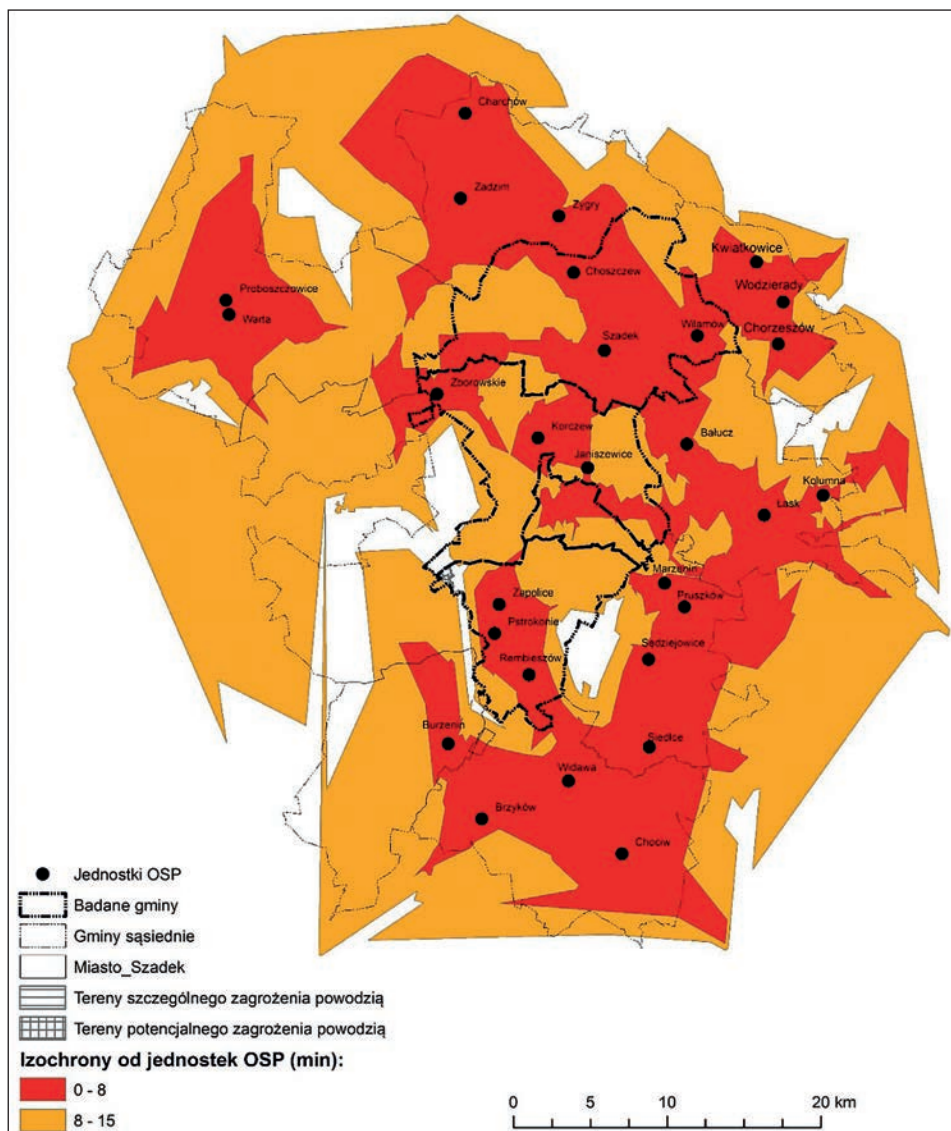 Charchów
Zadzim
Zygry
Kwiatkowice
Choszczew
Wodzierady
Proboszczowice
Warta
Wilamów
Chorzeszów
Szadek
Zborowskie
Korczew
Bałucz
Janiszewice
Kolumna
Łask
Marzenin
Zapolice
Pruszków
Pstrokonie
Sędziejowice
Rembieszów
Burzenin
Siedlce
Widawa
Brzyków
Chociw
Jednostki OSP
Badane gminy
Gminy sąsiednie
Miasto_Szadek
Tereny szczególnego zagrożenia powodzią
Tereny potencjalnego zagrożenia powodzią
Izochrony od jednostek OSP (min):
0 - 8
8 - 15
0 5 10 20 km